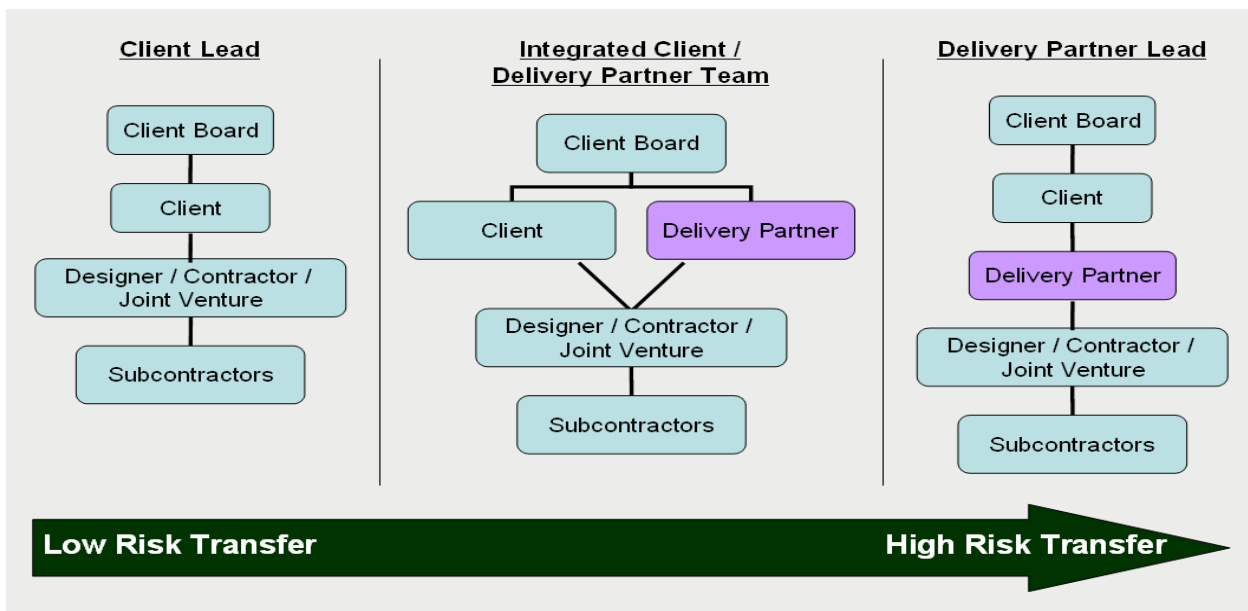 Client Lead
Client Board
Client
Designer / Contractor /
Joint Venture
Subcontractors
Integrated Client /
Delivery Partner Team
Client Board
Client
Delivery Partner
Designer / Contractor /
Joint Venture
Subcontractors
Delivery Partner Lead
Client Board
Client
Delivery Partner
Designer / Contractor /
Joint Venture
Subcontractors
Low Risk Transfer
High Risk Transfer